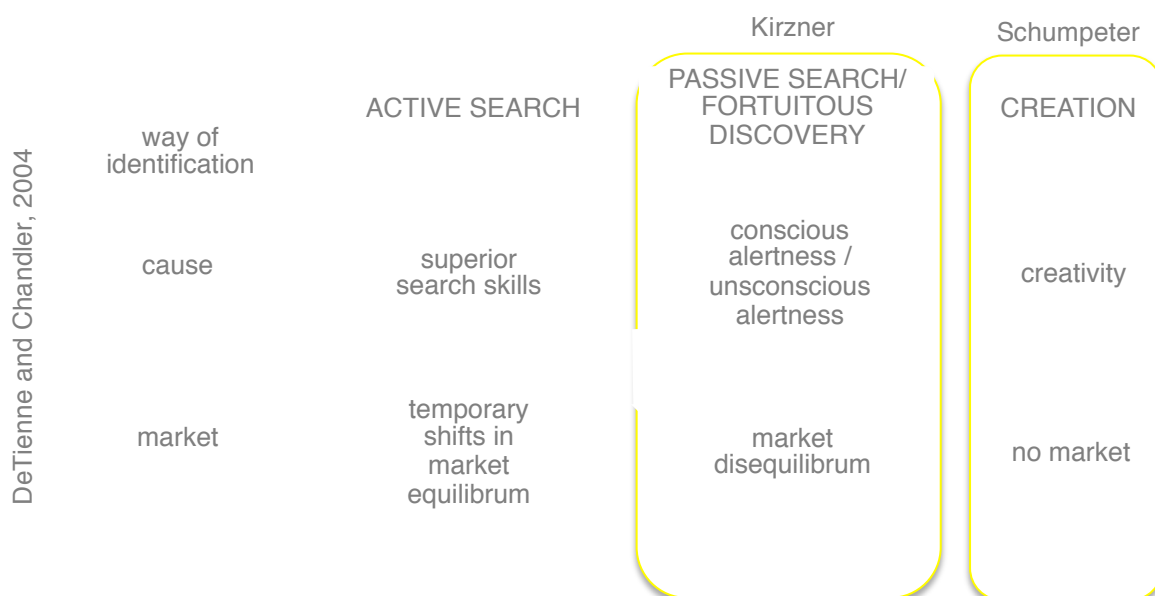 Kirzner
Schumpeter
DeTienne and Chandler, 2004
way of
identification
ACTIVE SEARCH
PASSIVE SEARCH/
FORTUITOUS
DISCOVERY
CREATION
cause
superior
search skills
conscious
alertness /
unsconscious
alertness
creativity
market
temporary
shifts in
market
equilibrum
market
disequilibrum
no market